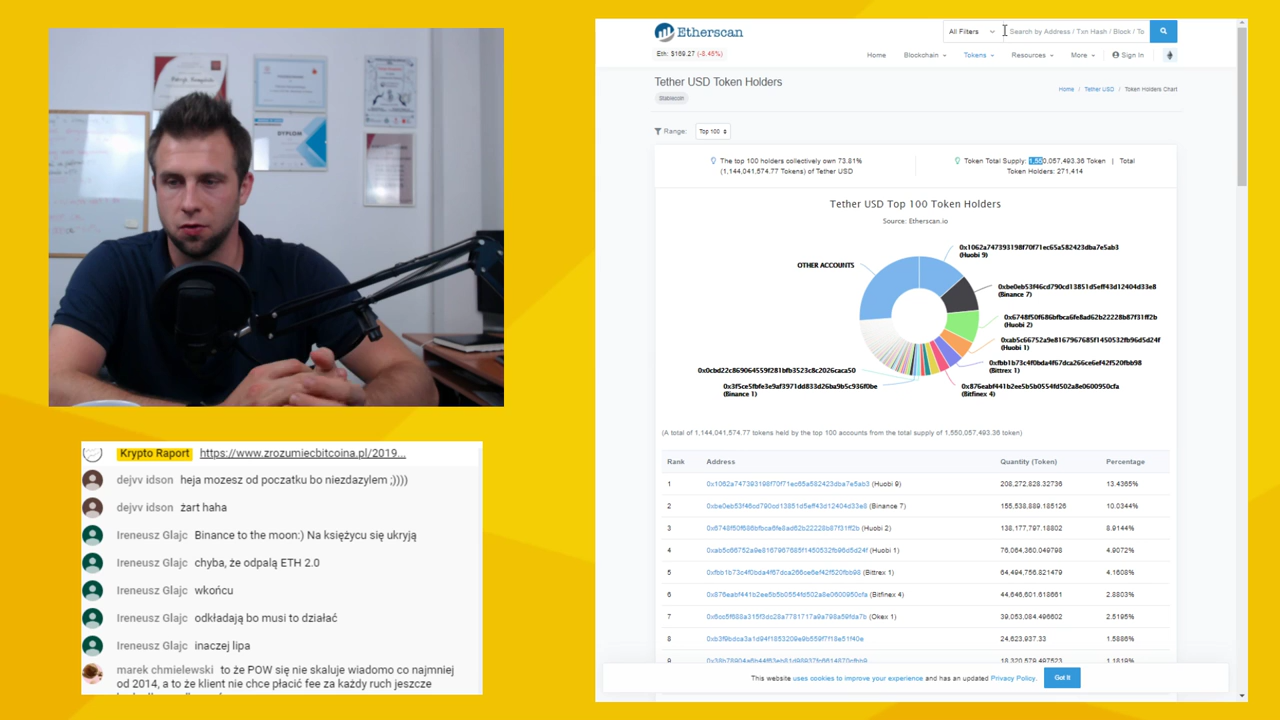 DYPLOM
Krypto Raport https://www.zrozumiecbitcoina.pl/2019...
dejvv idson heja mozesz od poczatku bo niezdazylem ;))))
dejvv idson żart haha
Ireneusz Glajc Binance to the moon:) Na księżycu się ukryją
Ireneusz Glajc chyba, że odpalą ETH 2.0
Ireneusz Glajc wkońcu
Ireneusz Glajc odkładają bo musi to działać
Ireneusz Glajc inaczej lipa
marek chmielewski to że POW się nie skaluje wiadomo co najmniej
od 2014, a to że klient nie chce płacić fee za każdy ruch jeszcze
Etherscan
All Filters
Search by Address / Txn Hash / Block / To
Eth: $169.27 (-8.45%)
Home Blockchain Tokens Resources More Sign In
Tether USD Token Holders
Home / Tether USD / Token Holders Chart
Stablecoin
Range: Top 100
The top 100 holders collectively own 73.81%
(1,144,041,574.77 Tokens) of Tether USD
Token Total Supply: 1,550,057,493.36 Token | Total
Token Holders: 271,414
Tether USD Top 100 Token Holders
Source: Etherscan.io
OTHER ACCOUNTS
0x1062a747393198f70f71ec65a582423dba7e5ab3
(Huobi 9)
0xbe0eb53f46cd790cd13851d5eff43d12404d33e8
(Binance 7)
0x6748f50f686bfbca6fe8ad62b22228b87f31ff2b
(Huobi 2)
0xab5c66752a9e8167967685f1450532fb96d5d24f
(Huobi 1)
0xfbb1b73c4f0bda4f67dca266ce6ef42f520fbb98
(Bittrex 1)
0x876eabf441b2ee5b5b0554fd502a8e0600950cfa
(Bitfinex 4)
0x0cbd22c869064559f281bfb3523c8c2026caca50
0x3f5ce5fbfe3e9af3971dd833d26ba9b5c936f0be
(Binance 1)
(A total of 1,144,041,574.77 tokens held by the top 100 accounts from the total supply of 1,550,057,493.36 token)
Rank Address Quantity (Token) Percentage
1 0x1062a747393198f70f71ec65a582423dba7e5ab3 (Huobi 9) 208,272,828.32736 13.4365%
2 0xbe0eb53f46cd790cd13851d5eff43d12404d33e8 (Binance 7) 155,538,889.185126 10.0344%
3 0x6748f50f686bfbca6fe8ad62b22228b87f31ff2b (Huobi 2) 138,177,797.18802 8.9144%
4 0xab5c66752a9e8167967685f1450532fb96d5d24f (Huobi 1) 76,064,360.049798 4.9072%
5 0xfbb1b73c4f0bda4f67dca266ce6ef42f520fbb98 (Bittrex 1) 64,494,756.821479 4.1608%
6 0x876eabf441b2ee5b5b0554fd502a8e0600950cfa (Bitfinex 4) 44,646,601.618661 2.8803%
7 (Okex 1) 39,053,084.496602 2.5195%
8 24,623,937.33 1.5886%
9 18,320,579.497523 1.1819%
This website uses cookies to improve your experience and has an updated Privacy Policy. Got It